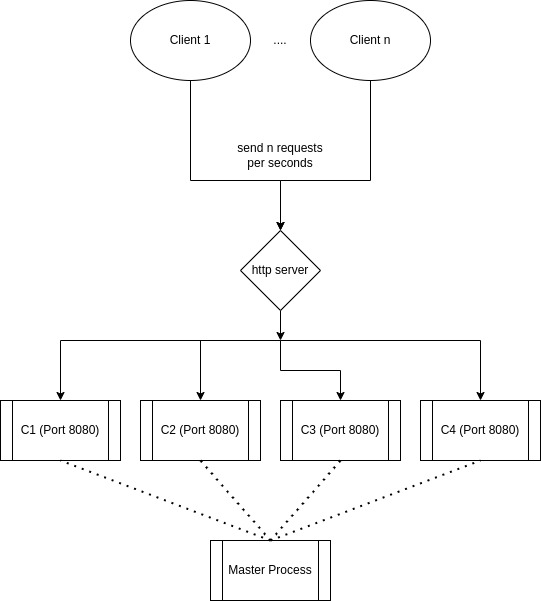 Client 1
....
Client n
send n requests
per seconds
http server
C1 (Port 8080)
C2 (Port 8080)
C3 (Port 8080)
C4 (Port 8080)
Master Process